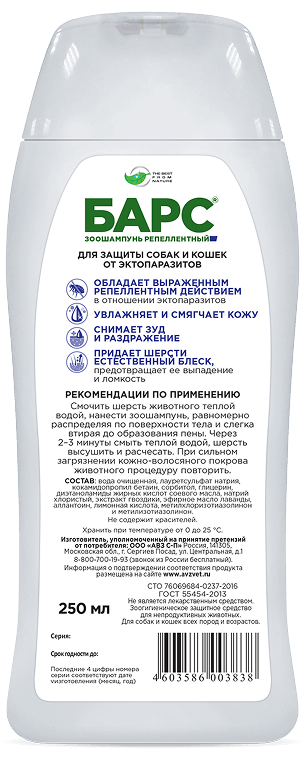 THE BEST
FROM
NATURE
БАРС®
ЗООШАМПУНЬ РЕПЕЛЛЕНТНЫЙ
ДЛЯ ЗАЩИТЫ СОБАК И КОШЕК
ОТ ЭКТОПАРАЗИТОВ
ОБЛАДАЕТ ВЫРАЖЕННЫМ
РЕПЕЛЛЕНТНЫМ ДЕЙСТВИЕМ
в отношении эктопаразитов
УВЛАЖНЯЕТ И СМЯГЧАЕТ КОЖУ
СНИМАЕТ ЗУД
И РАЗДРАЖЕНИЕ
ПРИДАЕТ ШЕРСТИ
ЕСТЕСТВЕННЫЙ БЛЕСК,
предотвращает ее выпадение
и ломкость
РЕКОМЕНДАЦИИ ПО ПРИМЕНЕНИЮ
Смочить шерсть животного теплой
водой, нанести зоошампунь, равномерно
распределяя по поверхности тела и слегка
втирая до образования пены. Через
2–3 минуты смыть теплой водой, шерсть
высушить и расчесать. При сильном
загрязнении кожно-волосяного покрова
животного процедуру повторить.
СОСТАВ: вода очищенная, лауретсульфат натрия,
кокамидопропил бетаин, сорбитол, глицерин,
диэтаноламиды жирных кислот соевого масла, натрий
хлористый, экстракт гвоздики, эфирное масло лаванды,
аллантоин, лимонная кислота, метилхлоризотиазолинон
и метилизотиазолинон.
Не содержит красителей.
Хранить при температуре от 0 до 25 °С.
Изготовитель, уполномоченный на принятие претензий
от потребителя: ООО «АВЗ С-П» Россия, 141305,
Московская обл., г. Сергиев Посад, ул. Центральная, д.1
8-800-700-19-93 (звонок из России бесплатный).
Информация о подтверждении соответствия продукта
размещена на сайте www.avzvet.ru
СТО 76069684-0237-2016
ГОСТ 55454-2013
Не является лекарственным средством.
Зоогигиеническое защитное средство
для непродуктивных животных.
Для собак и кошек всех пород и возрастов.
250 мл
Серия:
Срок годности до:
Последние 4 цифры номера
серии соответствуют дате
изготовления (месяц, год)
4 603586 003838